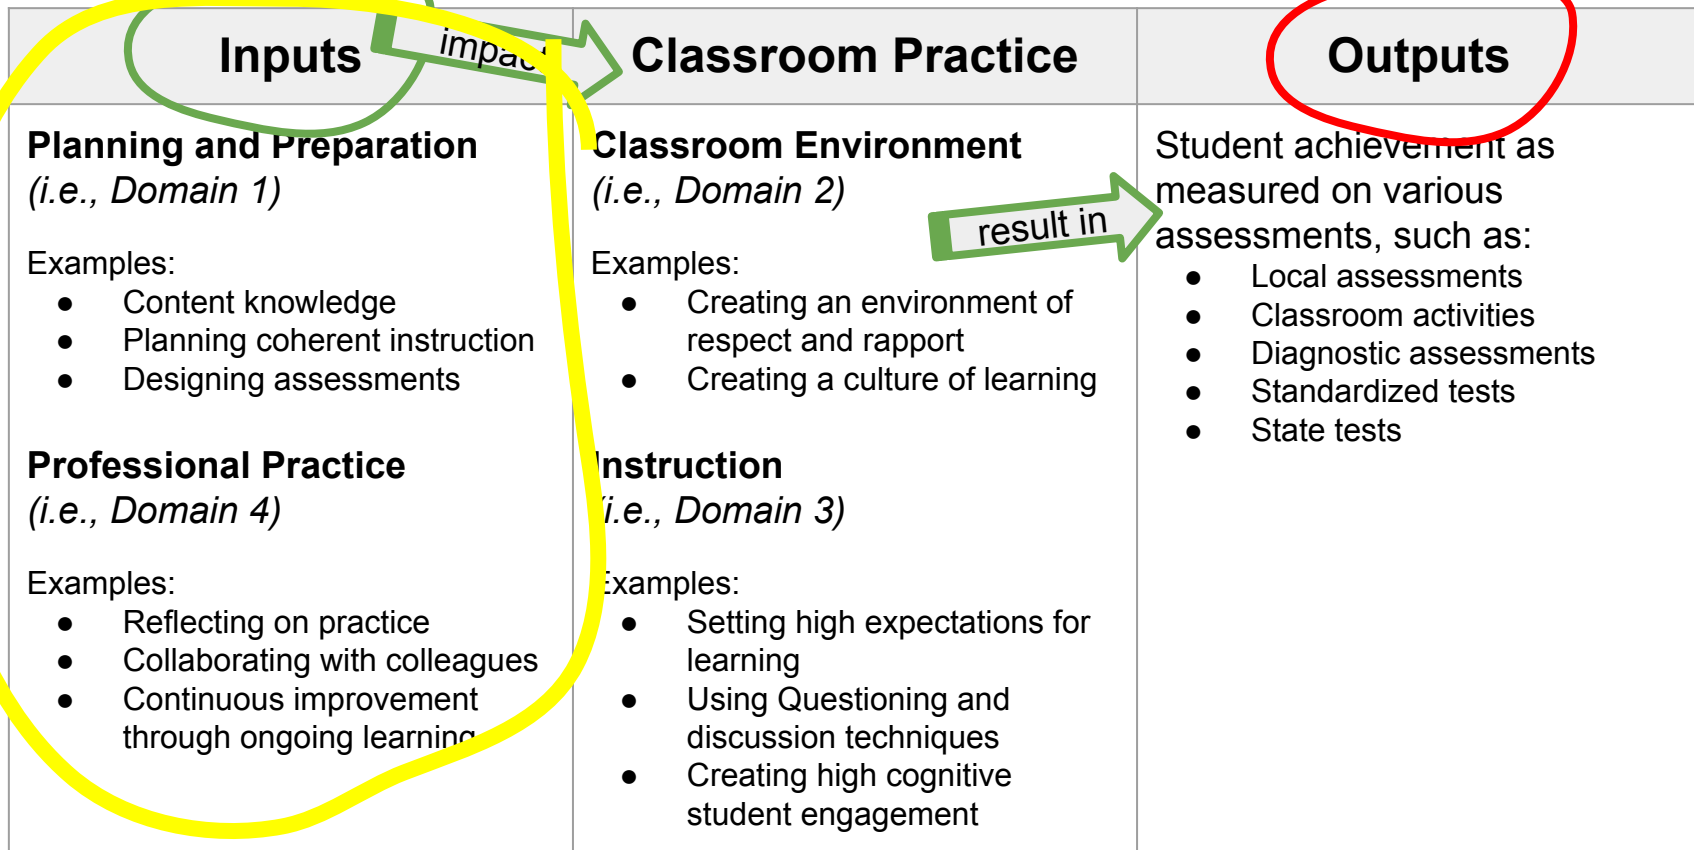 Inputs
impact
Classroom Practice
Outputs
Planning and Preparation
(i.e., Domain 1)
Examples:
● Content knowledge
● Planning coherent instruction
● Designing assessments
Professional Practice
(i.e., Domain 4)
Examples:
● Reflecting on practice
● Collaborating with colleagues
● Continuous improvement
through ongoing learning
Classroom Environment
(i.e., Domain 2)
Examples:
● Creating an environment of
respect and rapport
● Creating a culture of learning
Instruction
(i.e., Domain 3)
Examples:
● Setting high expectations for
learning
● Using Questioning and
discussion techniques
● Creating high cognitive
student engagement
result in
Student achievement as
measured on various
assessments, such as:
● Local assessments
● Classroom activities
● Diagnostic assessments
● Standardized tests
● State tests